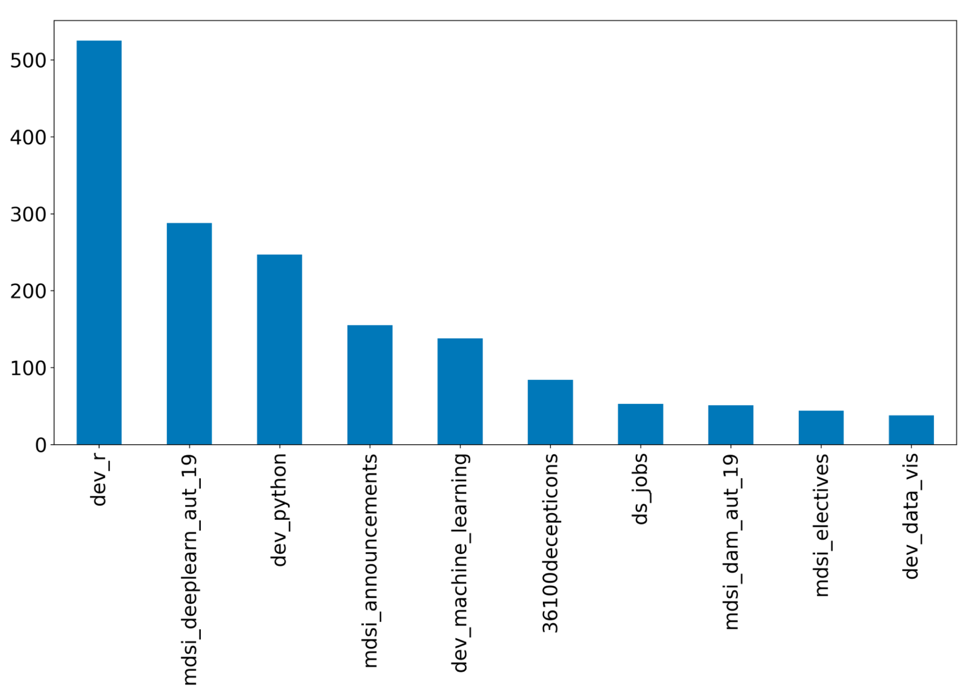 500
400
300
200
100
0
dev_r
mdsi_deeplearn_aut_19
dev_python
mdsi_announcements
dev_machine_learning
36100decepticons
ds_jobs
mdsi_dam_aut_19
mdsi_electives
dev_data_vis